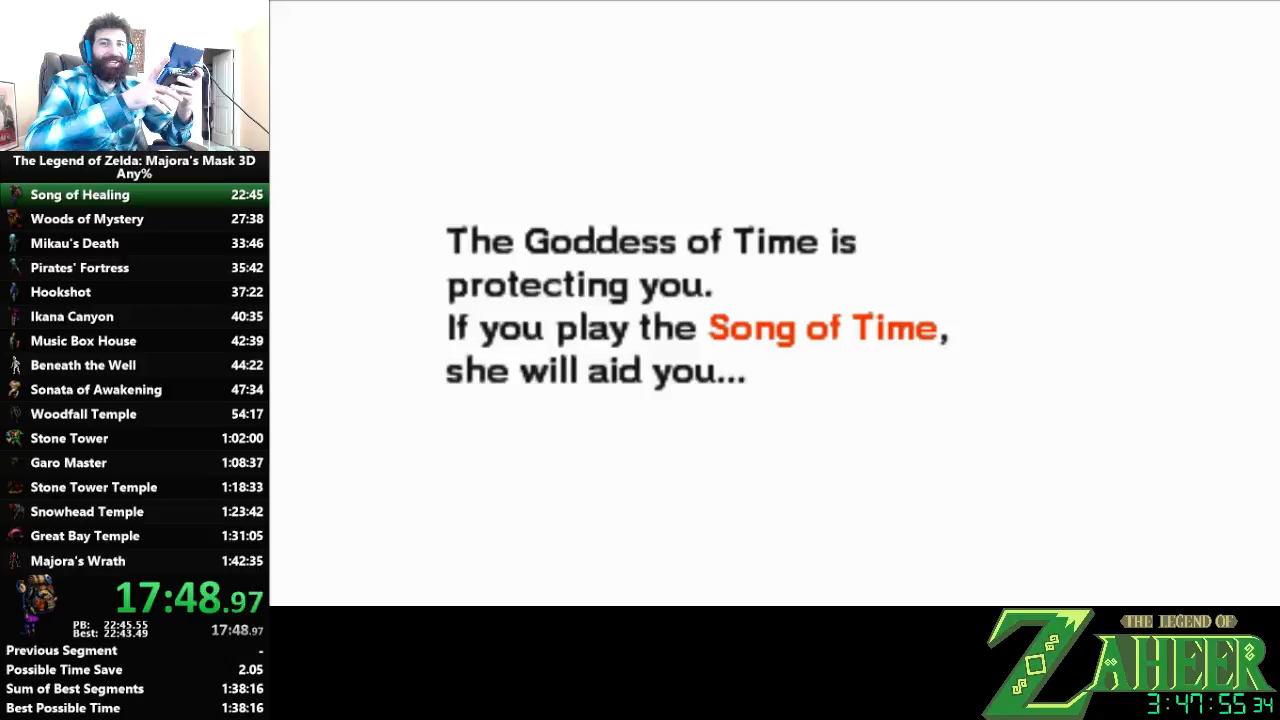 The Legend of Zelda: Majora's Mask 3D
Any%
Song of Healing 22:45
Woods of Mystery 27:38
Mikau's Death 33:46
Pirates' Fortress 35:42
Hookshot 37:22
Ikana Canyon 40:35
Music Box House 42:39
Beneath the Well 44:22
Sonata of Awakening 47:34
Woodfall Temple 54:17
Stone Tower 1:02:00
Garo Master 1:08:37
Stone Tower Temple 1:18:33
Snowhead Temple 1:23:42
Great Bay Temple 1:31:05
Majora's Wrath 1:42:35
17:48.97
PB: 22:45.55
Best: 22:43.49
17:48.97
Previous Segment -
Possible Time Save 2.05
Sum of Best Segments 1:38:16
Best Possible Time 1:38:16
The Goddess of Time is
protecting you.
If you play the Song of Time,
she will aid you...
THE LEGEND OF
ZAHEER
3:47:55 34